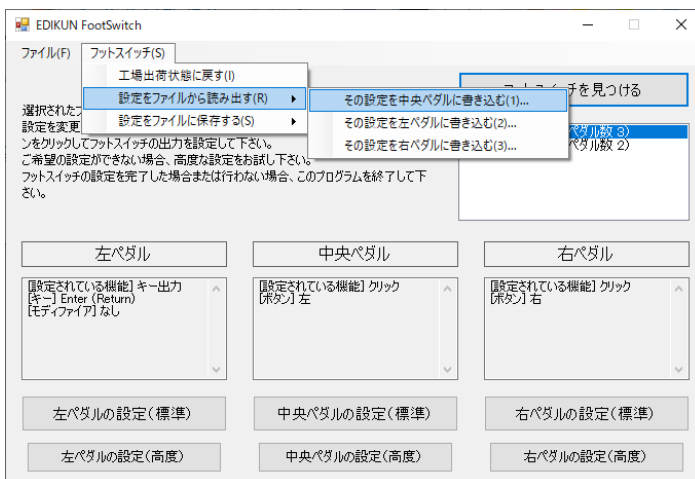 EDIKUN FootSwitch
ファイル(F) フットスイッチ(S)
工場出荷状態に戻す(I)
設定をファイルから読み出す(R)
設定をファイルに保存する(S)
その設定を中央ペダルに書き込む(1)...
その設定を左ペダルに書き込む(2)...
その設定を右ペダルに書き込む(3)...
を見つける
ペダル数 3)
ペダル数 2)
選択された
設定を変更
ンをクリックしてフットスイッチの出力を設定して下さい。
ご希望の設定ができない場合、高度な設定をお試し下さい。
フットスイッチの設定を完了した場合または行わない場合、このプログラムを終了して下
さい。
左ペダル
[設定されている機能] キー出力
[キー] Enter (Return)
[モディファイア] なし
左ペダルの設定(標準)
左ペダルの設定(高度)
中央ペダル
[設定されている機能] クリック
[ボタン] 左
中央ペダルの設定(標準)
中央ペダルの設定(高度)
右ペダル
[設定されている機能] クリック
[ボタン] 右
右ペダルの設定(標準)
右ペダルの設定(高度)